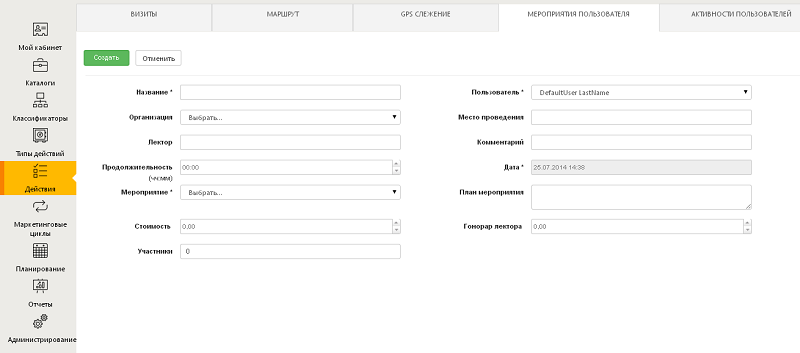 ВИЗИТЫ
МАРШРУТ
GPS СЛЕЖЕНИЕ
МЕРОПРИЯТИЯ ПОЛЬЗОВАТЕЛЯ
АКТИВНОСТИ ПОЛЬЗОВАТЕЛЕЙ
Мой кабинет
Каталоги
Классификаторы
Типы действий
Действия
Маркетинговые
циклы
Планирование
Отчеты
Администрирование
Создать
Отменить
Название *
Пользователь * DefaultUser LastName
Организация Выбрать...
Место проведения
Лектор
Комментарий
Продолжительность 00:00
(чч:мм)
Дата * 25.07.2014 14:38
Мероприятие * Выбрать...
План мероприятия
Стоимость 0,00
Гонорар лектора 0,00
Участники 0